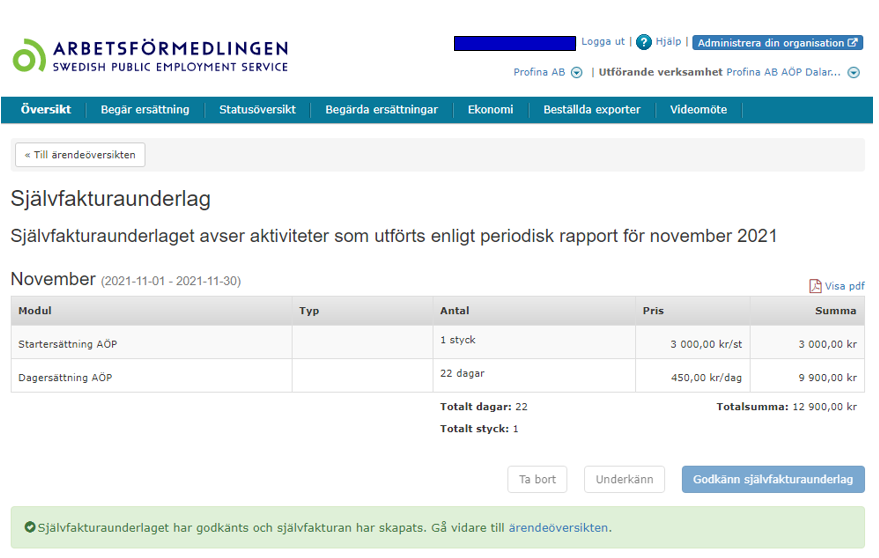 ARBETSFÖRMEDLINGEN
SWEDISH PUBLIC EMPLOYMENT SERVICE
Logga ut | ? Hjälp | Administrera din organisation
Profina AB | Utförande verksamhet Profina AB AÖP Dalar...
Översikt Begär ersättning Statusöversikt Begärda ersättningar Ekonomi Beställda exporter Videomöte
« Till ärendeöversikten
Självfakturaunderlag
Självfakturaunderlaget avser aktiviteter som utförts enligt periodisk rapport för november 2021
November (2021-11-01 - 2021-11-30)
Visa pdf
Modul Typ Antal Pris Summa
Startersättning AÖP 1 styck 3 000,00 kr/st 3 000,00 kr
Dagersättning AÖP 22 dagar 450,00 kr/dag 9 900,00 kr
Totalt dagar: 22 Totalsumma: 12 900,00 kr
Totalt styck: 1
Ta bort Underkänn Godkänn självfakturaunderlag
Självfakturaunderlaget har godkänts och självfakturan har skapats. Gå vidare till ärendeöversikten.